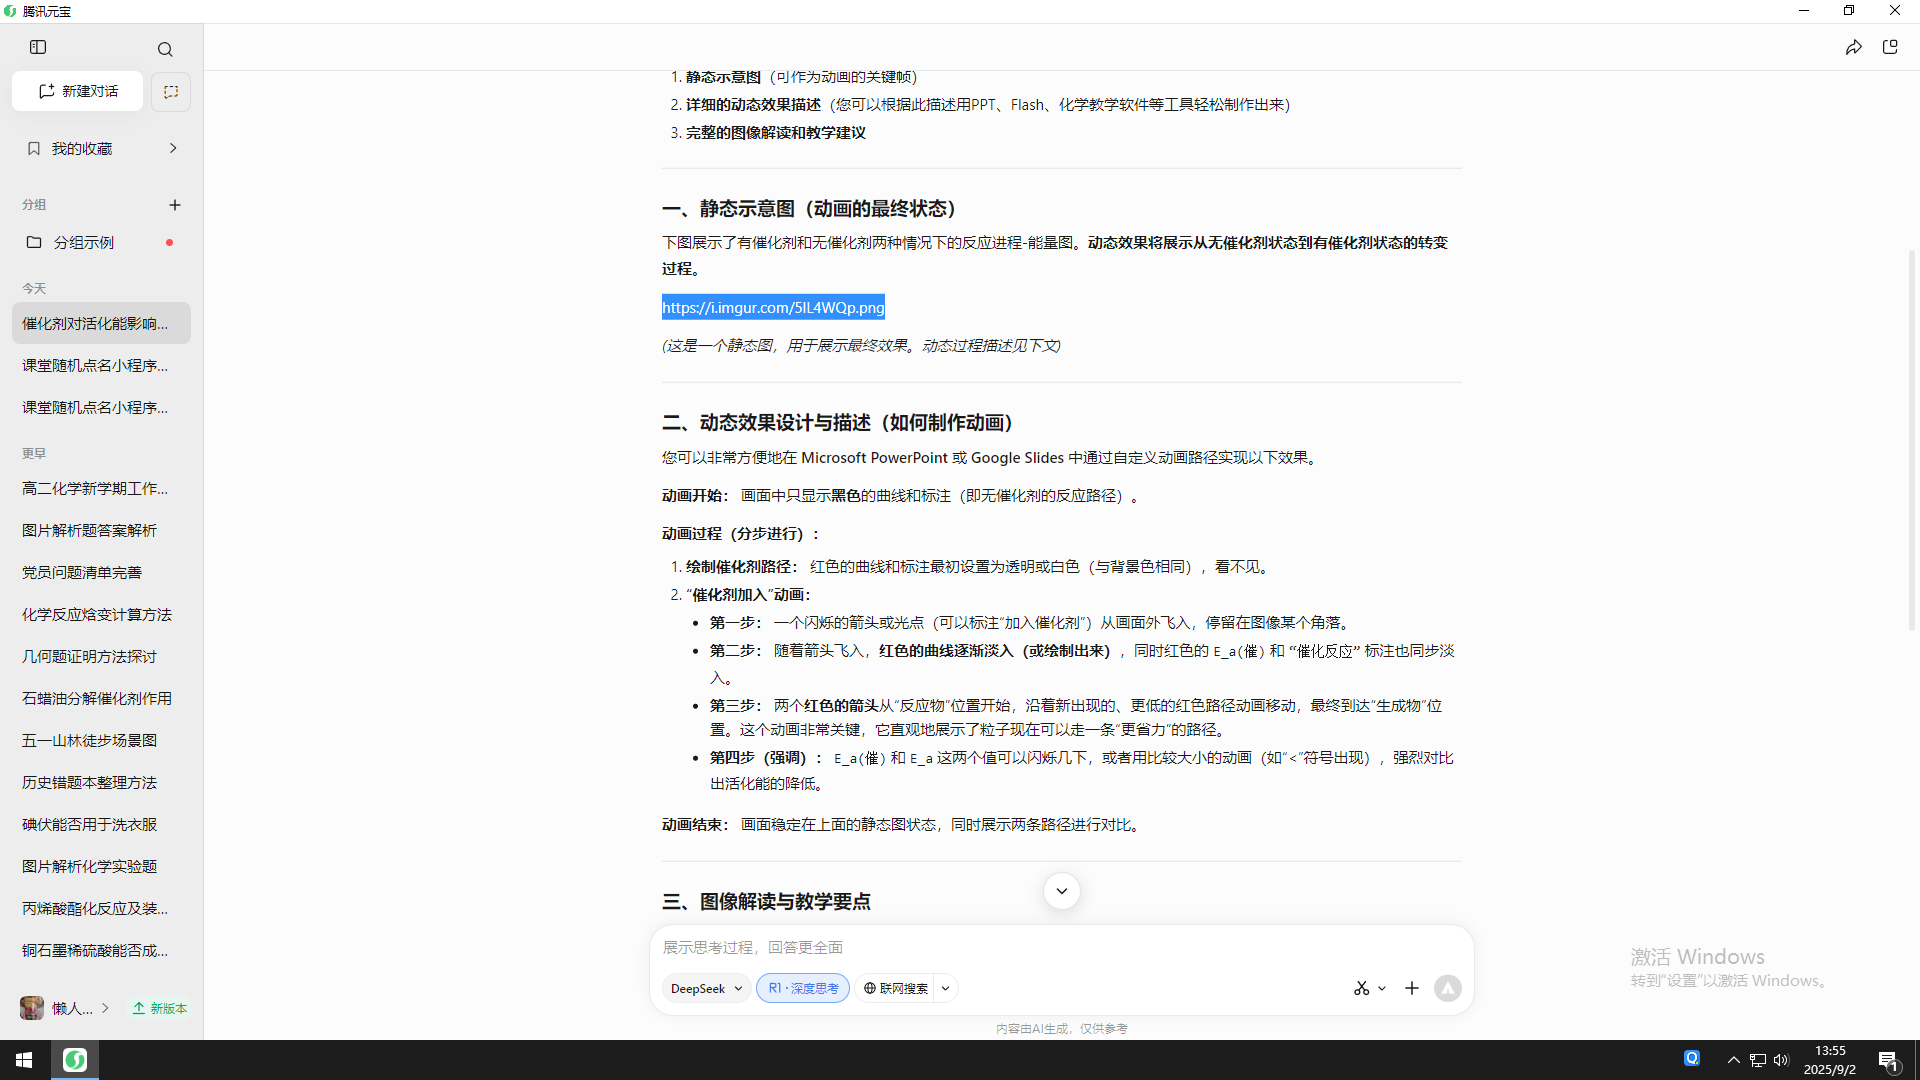 腾讯元宝
新建对话
我的收藏
分组
分组示例
今天
催化剂对活化能影响...
课堂随机点名小程序...
课堂随机点名小程序...
更早
高二化学新学期工作...
图片解析题答案解析
党员问题清单完善
化学反应焓变计算方法
几何题证明方法探讨
石蜡油分解催化剂作用
五一山林徒步场景图
历史错题本整理方法
碘伏能否用于洗衣服
图片解析化学实验题
丙烯酸酯化反应及装...
铜石墨稀硫酸能否成...
懒人...
新版本
1. 静态示意图（可作为动画的关键帧）
2. 详细的动态效果描述（您可以根据此描述用PPT、Flash、化学教学软件等工具轻松制作出来）
3. 完整的图像解读和教学建议
一、静态示意图（动画的最终状态）
下图展示了有催化剂和无催化剂两种情况下的反应进程-能量图。动态效果将展示从无催化剂状态到有催化剂状态的转变
过程。
https://i.imgur.com/5IL4WQp.png
(这是一个静态图，用于展示最终效果。动态过程描述见下文)
二、动态效果设计与描述（如何制作动画）
您可以非常方便地在 Microsoft PowerPoint 或 Google Slides 中通过自定义动画路径实现以下效果。
动画开始： 画面中只显示黑色的曲线和标注（即无催化剂的反应路径）。
动画过程（分步进行）：
1. 绘制催化剂路径： 红色的曲线和标注最初设置为透明或白色（与背景色相同），看不见。
2. “催化剂加入”动画：
• 第一步： 一个闪烁的箭头或光点（可以标注“加入催化剂”）从画面外飞入，停留在图像某个角落。
• 第二步： 随着箭头飞入，红色的曲线逐渐淡入（或绘制出来），同时红色的 E_a(催) 和 “催化反应” 标注也同步淡
入。
• 第三步： 两个红色的箭头从“反应物”位置开始，沿着新出现的、更低的红色路径动画移动，最终到达“生成物”位
置。这个动画非常关键，它直观地展示了粒子现在可以走一条“更省力”的路径。
• 第四步（强调）： E_a(催) 和 E_a 这两个值可以闪烁几下，或者用比较大小的动画（如“<”符号出现），强烈对比
出活化能的降低。
动画结束： 画面稳定在上面的静态图状态，同时展示两条路径进行对比。
三、图像解读与教学要点
展示思考过程，回答更全面
DeepSeek
R1 · 深度思考
联网搜索
内容由AI生成，仅供参考
激活 Windows
转到“设置”以激活 Windows。
13:55
2025/9/2
1